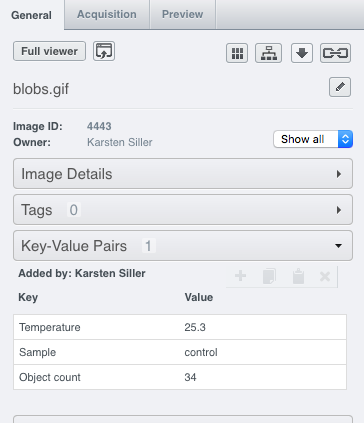 General Acquisition Preview
Full viewer
blobs.gif
Image ID: 4443
Owner: Karsten Siller
Show all
Image Details
Tags 0
Key-Value Pairs 1
Added by: Karsten Siller
Key Value
Temperature 25.3
Sample control
Object count 34